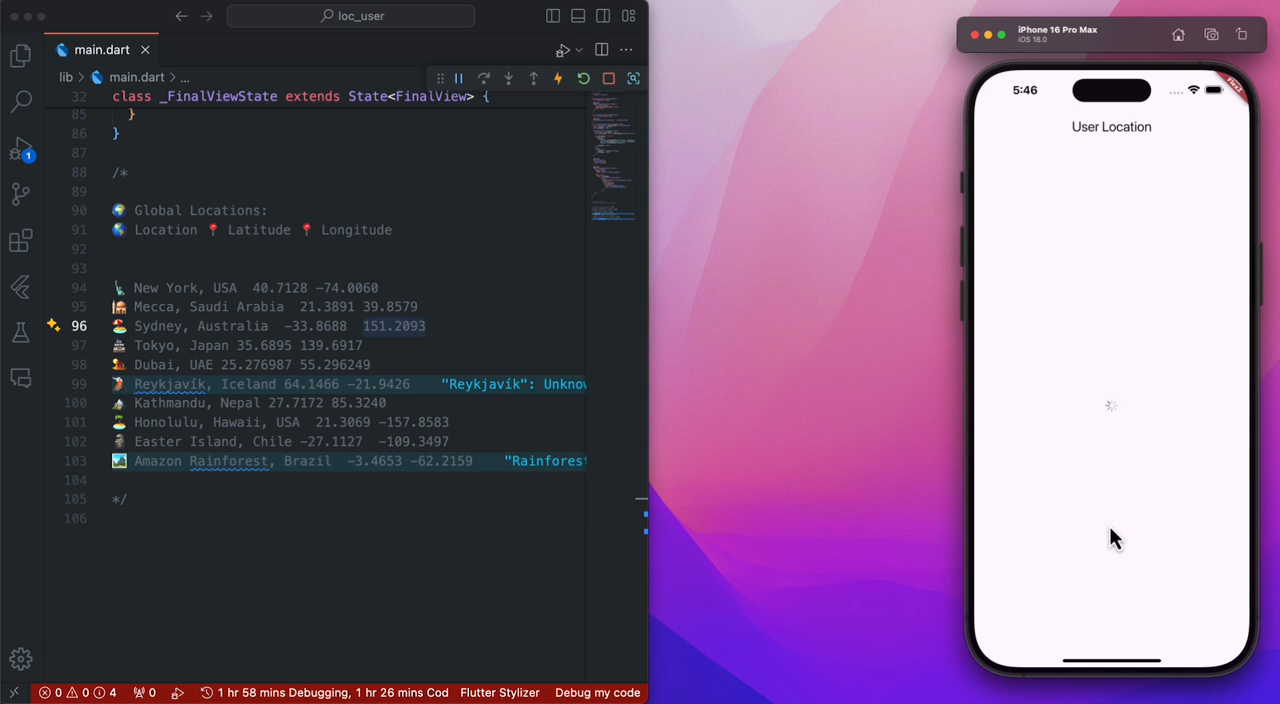 loc_user
main.dart
lib > main.dart > ...
32 class _FinalViewState extends State<FinalView> {
85 }
86 }
87
88 /*
89
90 🌍 Global Locations:
91 🌎 Location 📍 Latitude 📍 Longitude
92
93
94 🗽 New York, USA 40.7128 -74.0060
95 🕌 Mecca, Saudi Arabia 21.3891 39.8579
96 🏖 Sydney, Australia -33.8688 151.2093
97 🏯 Tokyo, Japan 35.6895 139.6917
98 Dubai, UAE 25.276987 55.296249
99 Reykjavík, Iceland 64.1466 -21.9426 "Reykjavík": Unknow
100 🏔 Kathmandu, Nepal 27.7172 85.3240
101 🏝 Honolulu, Hawaii, USA 21.3069 -157.8583
102 🗿 Easter Island, Chile -27.1127 -109.3497
103 🏞 Amazon Rainforest, Brazil -3.4653 -62.2159 "Rainforest
104
105 */
106
1
0 0 4 0 1 hr 58 mins Debugging, 1 hr 26 mins Cod Flutter Stylizer Debug my code
iPhone 16 Pro Max
iOS 18.0
5:46
User Location